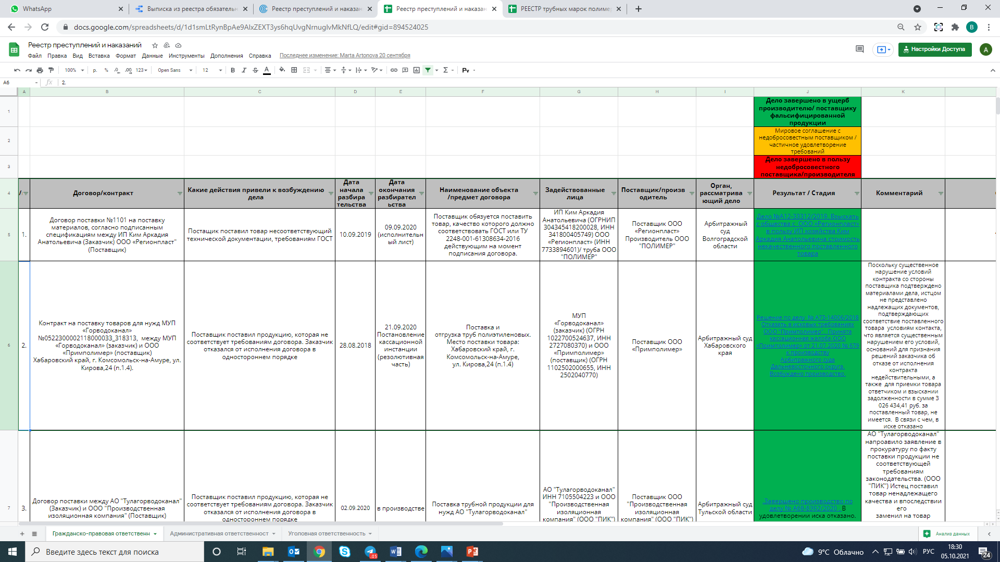 WhatsApp
Выписка из реестра обязательн
Реестр преступлений и наказан
Реестр преступлений и наказан
РЕЕСТР трубных марок полиме
docs.google.com/spreadsheets/d/1d1smLtRynBpAe9AlxZEXT3ys6hqUvgNrnuglvMkNfLQ/edit#gid=894524025
B
Реестр преступлений и наказаний
Файл Правка Вид Вставка Формат Данные Инструменты Дополнения Справка Последнее изменение: Marta Artonova 20 сентября
Настройки Доступа
A
100% р. % .0 .00 123 Open Sans 12 B I S A Σ Pv
A6 fx 2.
A B C D E F G H I J K
1
Дело завершено в ущерб
производителю/ поставщику
фальсифицированной
продукции
2
Мировое соглашение с
недобросовестным поставщиком /
частичное удовлетворение
требований
3
Дело завершено в пользу
недобросовестного
поставщика/производителя
4
Договор/контракт
Какие действия привели к возбуждению
дела
Дата
начала
разбира
тельства
Дата
окончания
разбирател
ьства
Наименование объекта
/предмет договора
Задействованные
лица
Поставщик/произв
одитель
Орган,
рассматрива
ющий дело
Результат / Стадия
Комментарий
5
1.
Договор поставки №1101 на поставку
материалов, согласно подписанным
спецификациям между ИП Ким Аркадия
Анатольевича (Заказчик) ООО «Регионпласт"
(Поставщик)
Постащик поставил товар несоответствующий
технической документации, требованиям ГОСТ
10.09.2019
09.09.2020
(исполнительн
ый лист)
Поставщик обязуется поставить
товар, качество которого должно
соответствовать ГОСТ или ТУ
2248-001-61308634-2016
действующим на момент
подписания договора.
ИП Ким Аркадия
Анатольевича (ОГРНИП
304345418200028, ИНН
341800405749) ООО
«Регионпласт» (ИНН
7733894601)/ труба ООО
"ПОЛИМЕР"
Поставщик ООО
«Регионпласт»
Производитель ООО
"ПОЛИМЕР"
Арбитражный
суд
Волгоградской
области
Дело №А12-33312/2019. Взыскать
с общества с ООО «Регионпласт»
в пользу ИП хозяйства Ким
Аркадия Анатольевича стоимость
некачественного поставленного
товара
6
2.
Контракт на поставку товаров для нужд МУП
«Горводоканал»
№0522300002118000033_318313, между МУП
«Горводоканал» (заказчик) и ООО
«Примполимер» (поставщик)
Хабаровский край, г. Комсомольск-на-Амуре, ул.
Кирова,24 (п.1.4).
Поставщик поставил продукцию, которая не
соответствует требованиям договора. Заказчик
отказался от исполнения договора в
одностороннем порядке
28.08.2018
21.09.2020
Постановление
кассационной
инстанции
(резолютивная
часть)
Поставка и
отгрузка труб полиэтиленовых.
Место поставки товара:
Хабаровский край, г.
Комсомольск-на-Амуре,
ул. Кирова,24 (п.1.4)
МУП
«Горводоканал»
(заказчик) (ОГРН
1022700524637, ИНН
2727080370) и ООО
«Примполимер»
(поставщик) (ОГРН
1102502000655, ИНН
2502040770)
Поставщик ООО
«Примполимер»
Арбитражный суд
Хабаровского
края
Решение по делу № А73-14006/2018
Отказать в исковых требованиях
ООО "Примполимер". Принята
кассационная жалоба ООО
«Примполимер» от 21.07.2020 № 679
к производству
Арбитражного суда
Дальневосточного округа.
Возбуждено производство.
Поскольку существенное
нарушение условий
контракта со стороны
поставщика подтверждено
материалами дела, истцом
не представлено
надлежащих документов,
подтверждающих
соответствие поставленного
товара условиям контакта,
что является существенным
нарушением его условий,
оснований для признания
решений заказчика об
отказе от исполнения
контракта
недействительными, а
также для приемки товара
ответчиком и взыскании
задолженности в сумме 3
026 434,41 руб. за
поставленный товар, не
имеется. В связи с чем, в
иске отказано
7
3.
Договор поставки между АО "Тулагорводоканал"
(Заказчик) и ООО "Производственная
изоляционная компания" (Поставщик)
Поставщик поставил продукцию, которая не
соответствует требованиям договора. Заказчик
отказался от исполнения договора в
одностороннем порядке
02.09.2020
в производстве
Поставка трубной продукции для
нужд АО "Тулагорводоканал"
АО "Тулагорводоканал"
ИНН 7105504223 и ООО
"Производственная
изоляционная
компания" (ООО "ПИК")
Поставщик ООО
"Производственная
изоляционная
компания" (ООО "ПИК")
Арбитражный суд
Тульской области
Завершено производство по
делу № А68-8392/2020 В
удовлетворении иска отказано.
АО "Тулагорводоканал"
напроавило заявление в
прокуратуру по факту
поставки продукции не
соответствующей
требованиям
законодательства. (ООО
"ПИК") Истец поставил
товар ненадлежащего
качества и впоследствии
его
заменил на товар
Гражданско-правовая ответственн
Административная ответственност
Уголовная ответственность
Анализ данных
Введите здесь текст для поиска
.05
9°C Облачно
РУС
18:30
05.10.2021
24